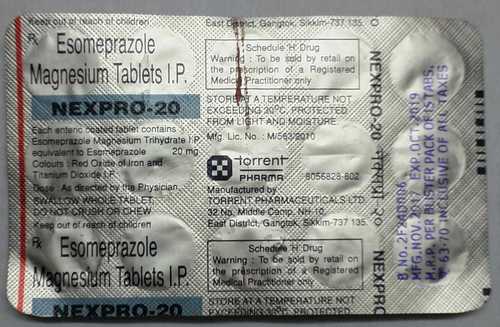 Keep out of reach of children
Rx Esomeprazole
Magnesium Tablets I.P.
NEXPRO-20
Each enteric coated tablet contains
Esomeprazole Magnesium Trihydrate I.P.
equivalent to Esomeprazole 20 mg
Colours : Red Oxide of Iron and
Titanium Dioxide I.P.
Dose : As directed by the Physician.
SWALLOW WHOLE TABLET
DO NOT CRUSH OR CHEW
Keep out of reach of children
Rx Esomeprazole
Magnesium Tablets I.P.
NEXPRO-20
East District, Gangtok, Sikkim-737 135.
Schedule 'H' Drug
Warning : To be sold by retail on
the prescription of a Registered
Medical Practitioner only
STORE AT A TEMPERATURE NOT
EXCEEDING 30°C PROTECTED
FROM LIGHT AND MOISTURE
Mfg. Lic. No. : M/563/2010
torrent
PHARMA
8056828-802
Manufactured by :
TORRENT PHARMACEUTICALS LTD.
32 No. Middle Camp, NH-10,
East District, Gangtok, Sikkim-737 135.
Schedule 'H' Drug
Warning : To be sold by retail on
the prescription of a Registered
Medical Practitioner only
STORE AT A TEMPERATURE NOT
EXCEEDING 30°C PROTECTED
NEXPRO-20
NEXPRO
MFG.NOV.2017 EXP.OCT.2019
M.R.P. PER BLISTER PACK OF 15 TABS.
63-70 INCLUSIVE OF ALL TAXES